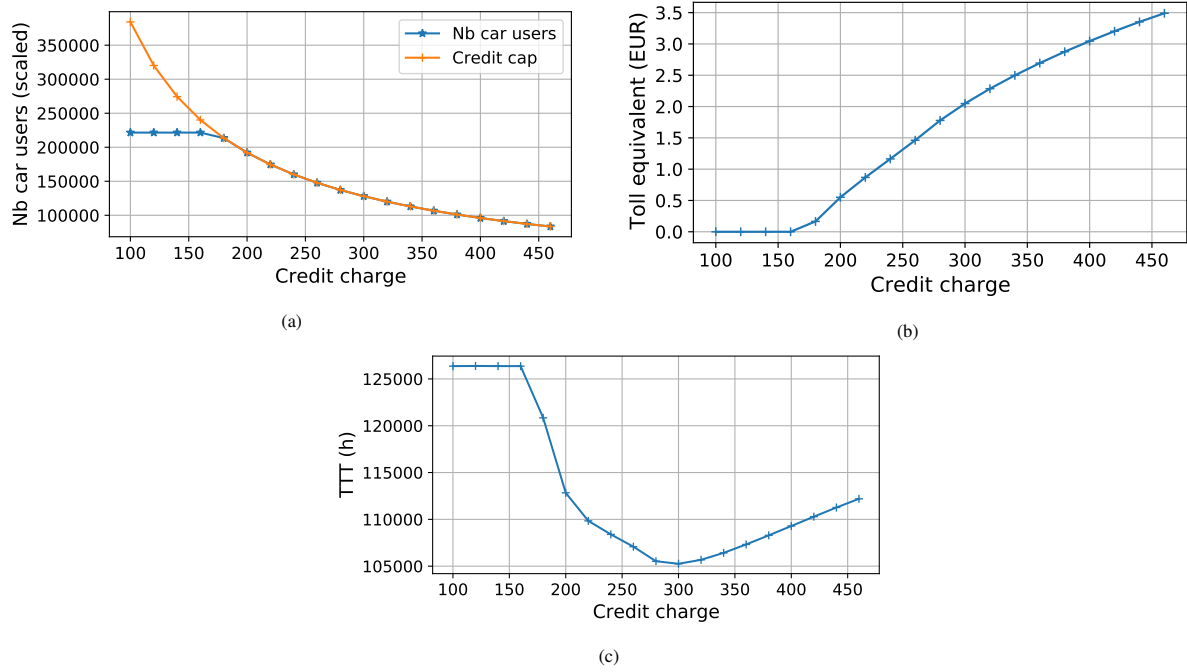 Nb car users (scaled)
350000
300000
250000
200000
150000
100000
Nb car users
Credit cap
100 150 200 250 300 350 400 450
Credit charge
(a)
Toll equivalent (EUR)
3.5
3.0
2.5
2.0
1.5
1.0
0.5
0.0
100 150 200 250 300 350 400 450
Credit charge
(b)
TTT (h)
125000
120000
115000
110000
105000
100 150 200 250 300 350 400 450
Credit charge
(c)